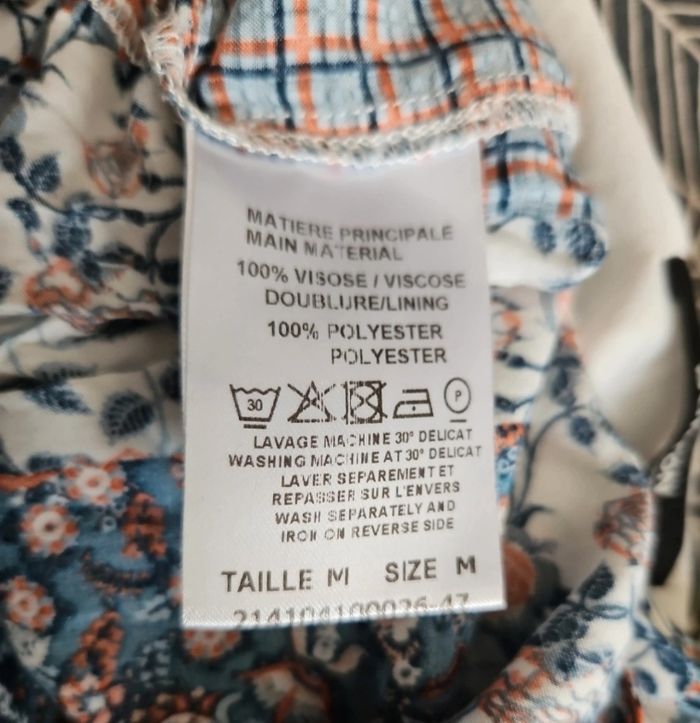 MATIERE PRINCIPALE
MAIN MATERIAL
100% VISOSE / VISCOSE
DOUBLURE/LINING
100% POLYESTER
POLYESTER
30 P
LAVAGE MACHINE 30° DELICAT
WASHING MACHINE AT 30° DELICAT
LAVER SEPAREMENT ET
REPASSER SUR L'ENVERS
WASH SEPARATELY AND
IRON ON REVERSE SIDE
TAILLE M SIZE M